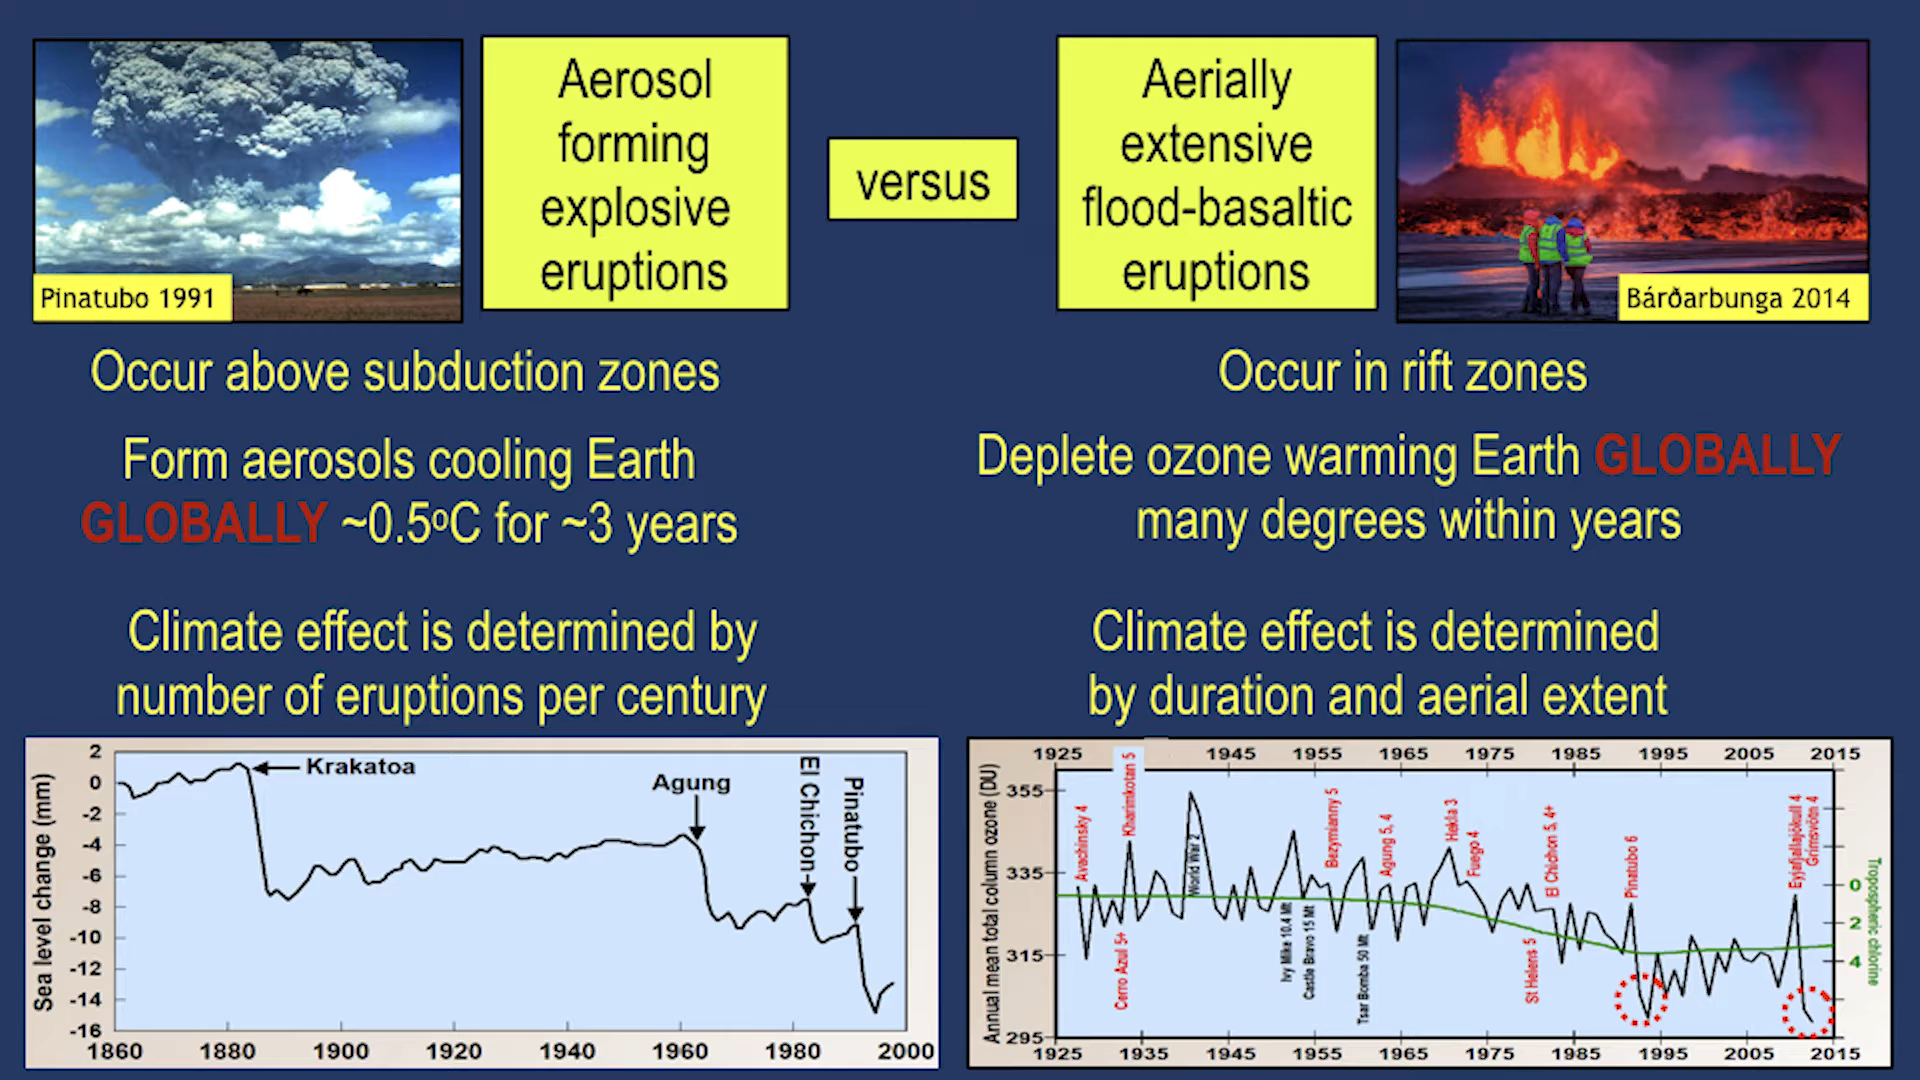 Aerosol
forming
explosive
eruptions
Pinatubo 1991
versus
Aerially
extensive
flood-basaltic
eruptions
Bárðarbunga 2014
Occur above subduction zones
Form aerosols cooling Earth
GLOBALLY ~0.5ºC for ~3 years
Climate effect is determined by
number of eruptions per century
Occur in rift zones
Deplete ozone warming Earth GLOBALLY
many degrees within years
Climate effect is determined
by duration and aerial extent
Sea level change (mm)
2
0
-2
-4
-6
-8
-10
-12
-14
-16
Krakatoa
Agung
El Chichon
Pinatubo
1860 1880 1900 1920 1940 1960 1980 2000
1925 1945 1955 1965 1975 1985 1995 2005 2015
Annual mean total column ozone (DU)
355
335
315
295
Avachinsky 4
Cerro Azul 5+
Kharimkotan 5
World War 2
Ivy Mike 10.4 Mt
Castle Bravo 15 Mt
Bezymianny 5
Tsar Bomba 50 Mt
Agung 5, 4
Hekla 3
Fuego 4
St Helens 5
El Chichon 5, 4+
Pinatubo 6
Eyjafjallajökull 4
Grímsvötn 4
0
2
4
Tropospheric chlorine
1925 1935 1945 1955 1965 1975 1985 1995 2005 2015